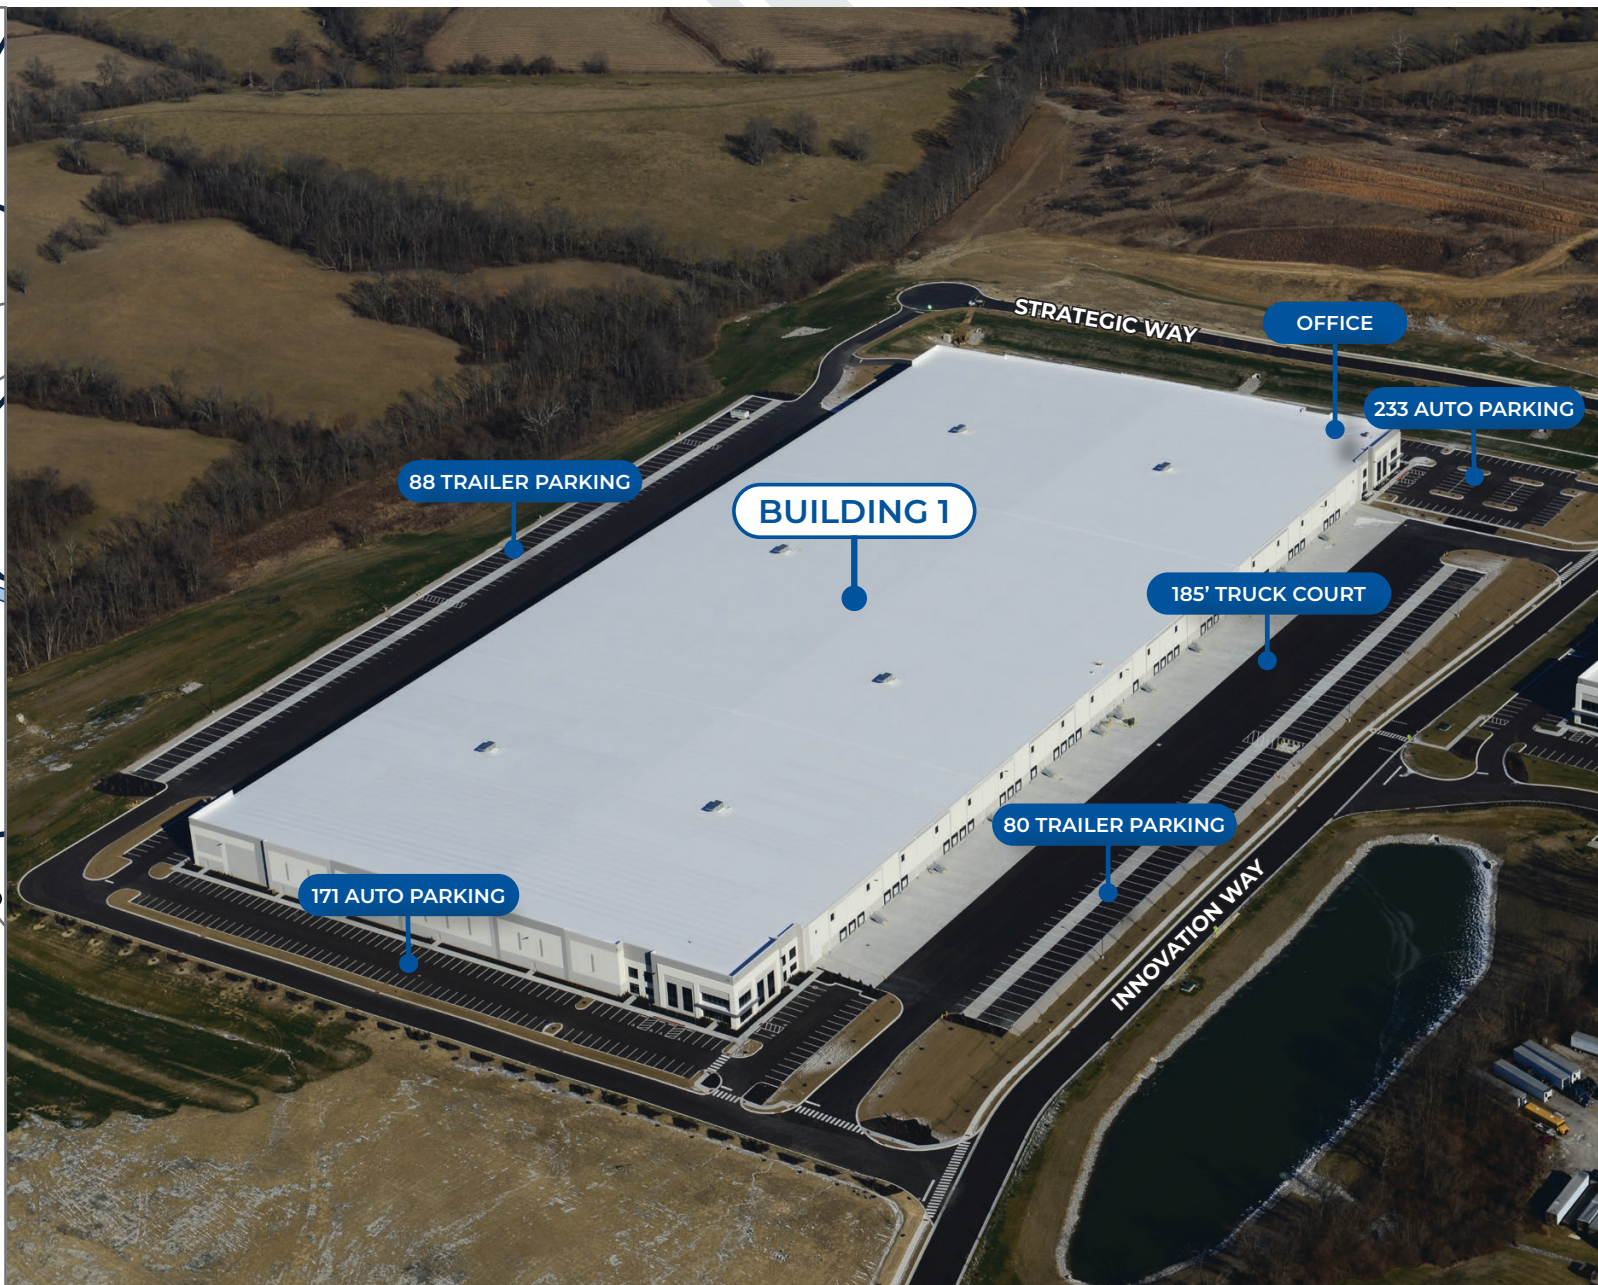 STRATEGIC WAY
OFFICE
233 AUTO PARKING
88 TRAILER PARKING
BUILDING 1
185’ TRUCK COURT
80 TRAILER PARKING
171 AUTO PARKING
INNOVATION WAY